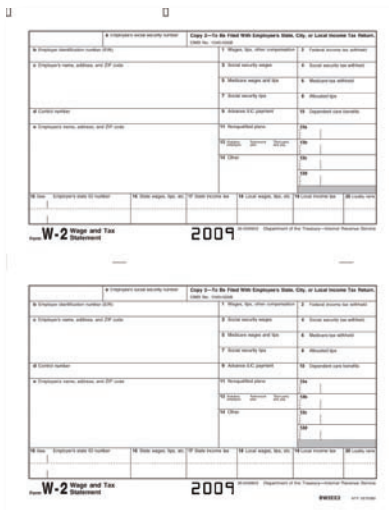 a Employee's social security number Copy 2—To Be Filed With Employee's State, City, or Local Income Tax Return.
OMB No. 1545-0008
b Employer identification number (EIN) 1 Wages, tips, other compensation 2 Federal income tax withheld
c Employer's name, address, and ZIP code 3 Social security wages 4 Social security tax withheld
5 Medicare wages and tips 6 Medicare tax withheld
7 Social security tips 8 Allocated tips
d Control number 9 Advance EIC payment 10 Dependent care benefits
e Employee's name, address, and ZIP code 11 Nonqualified plans 12a
13 12b
14 Other 12c
12d
15 State Employer's state ID number 16 State wages, tips, etc. 17 State income tax 18 Local wages, tips, etc. 19 Local income tax 20 Locality name
Form W-2 Wage and Tax Statement 2009 Department of the Treasury—Internal Revenue Service
a Employee's social security number Copy 2—To Be Filed With Employee's State, City, or Local Income Tax Return.
OMB No. 1545-0008
b Employer identification number (EIN) 1 Wages, tips, other compensation 2 Federal income tax withheld
c Employer's name, address, and ZIP code 3 Social security wages 4 Social security tax withheld
5 Medicare wages and tips 6 Medicare tax withheld
7 Social security tips 8 Allocated tips
d Control number 9 Advance EIC payment 10 Dependent care benefits
e Employee's name, address, and ZIP code 11 Nonqualified plans 12a
13 12b
14 Other 12c
12d
15 State Employer's state ID number 16 State wages, tips, etc. 17 State income tax 18 Local wages, tips, etc. 19 Local income tax 20 Locality name
Form W-2 Wage and Tax Statement 2009 Department of the Treasury—Internal Revenue Service